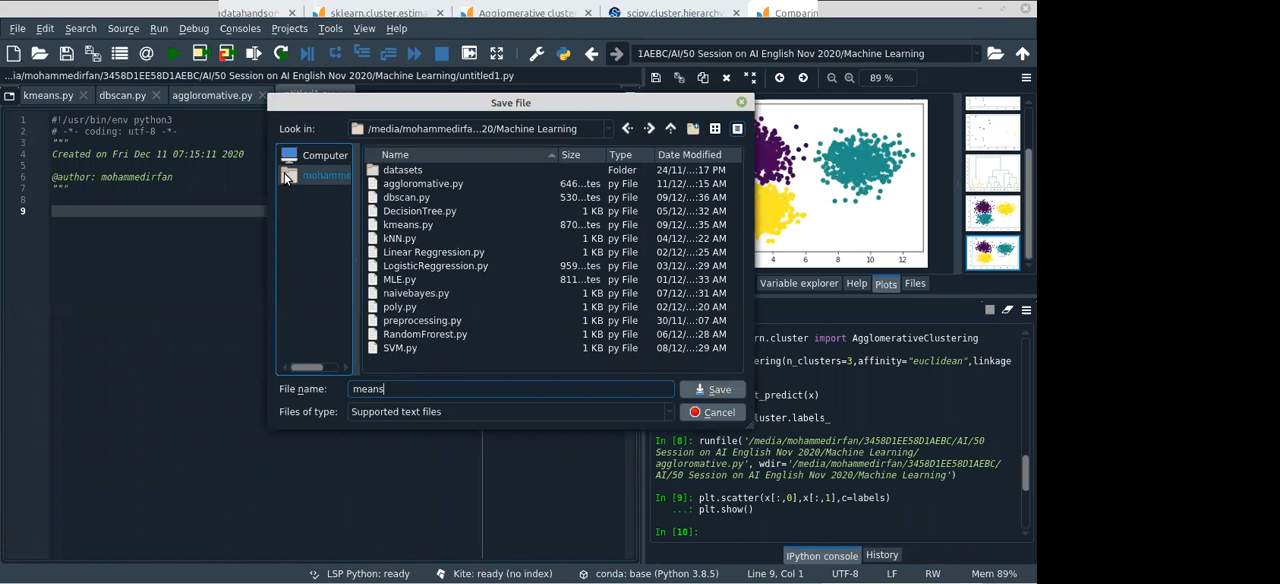 datahandsom
sklearn.cluster.estima
Agglomerative cluster
scipy.cluster.hierarchy
Comparin
File Edit Search Source Run Debug Consoles Projects Tools View Help
1AEBC/AI/50 Session on AI English Nov 2020/Machine Learning
...ia/mohammedirfan/3458D1EE58D1AEBC/AI/50 Session on AI English Nov 2020/Machine Learning/untitled1.py
89 %
kmeans.py dbscan.py aggloromative.py
1 #!/usr/bin/env python3
2 # -*- coding: utf-8 -*-
3 """
4 Created on Fri Dec 11 07:15:11 2020
5
6 @author: mohammedirfan
7 """
8
9
Save file
Look in: /media/mohammedirfa...20/Machine Learning
Computer
mohamme
Name Size Type Date Modified
datasets Folder 24/11/...:17 PM
aggloromative.py 646...tes py File 11/12/...:15 AM
dbscan.py 530...tes py File 09/12/...:36 AM
DecisionTree.py 1 KB py File 05/12/...:32 AM
kmeans.py 870...tes py File 09/12/...:35 AM
kNN.py 1 KB py File 04/12/...:22 AM
Linear Reggression.py 1 KB py File 02/12/...:25 AM
LogisticReggression.py 959...tes py File 03/12/...:29 AM
MLE.py 811...tes py File 01/12/...:33 AM
naivebayes.py 1 KB py File 07/12/...:31 AM
poly.py 1 KB py File 02/12/...:20 AM
preprocessing.py 1 KB py File 30/11/...:07 AM
RandomFrorest.py 1 KB py File 06/12/...:28 AM
SVM.py 1 KB py File 08/12/...:29 AM
File name: means
Save
Files of type: Supported text files
Cancel
4 6 8 10 12
Variable explorer Help Plots Files
rn.cluster import AgglomerativeClustering
ering(n_clusters=3,affinity="euclidean",linkage
t_predict(x)
cluster.labels_
In [8]: runfile('/media/mohammedirfan/3458D1EE58D1AEBC/AI/50
Session on AI English Nov 2020/Machine Learning/
aggloromative.py', wdir='/media/mohammedirfan/3458D1EE58D1AEBC/
AI/50 Session on AI English Nov 2020/Machine Learning')
In [9]: plt.scatter(x[:,0],x[:,1],c=labels)
...: plt.show()
In [10]:
IPython console History
LSP Python: ready Kite: ready (no index) conda: base (Python 3.8.5) Line 9, Col 1 UTF-8 LF RW Mem 89%